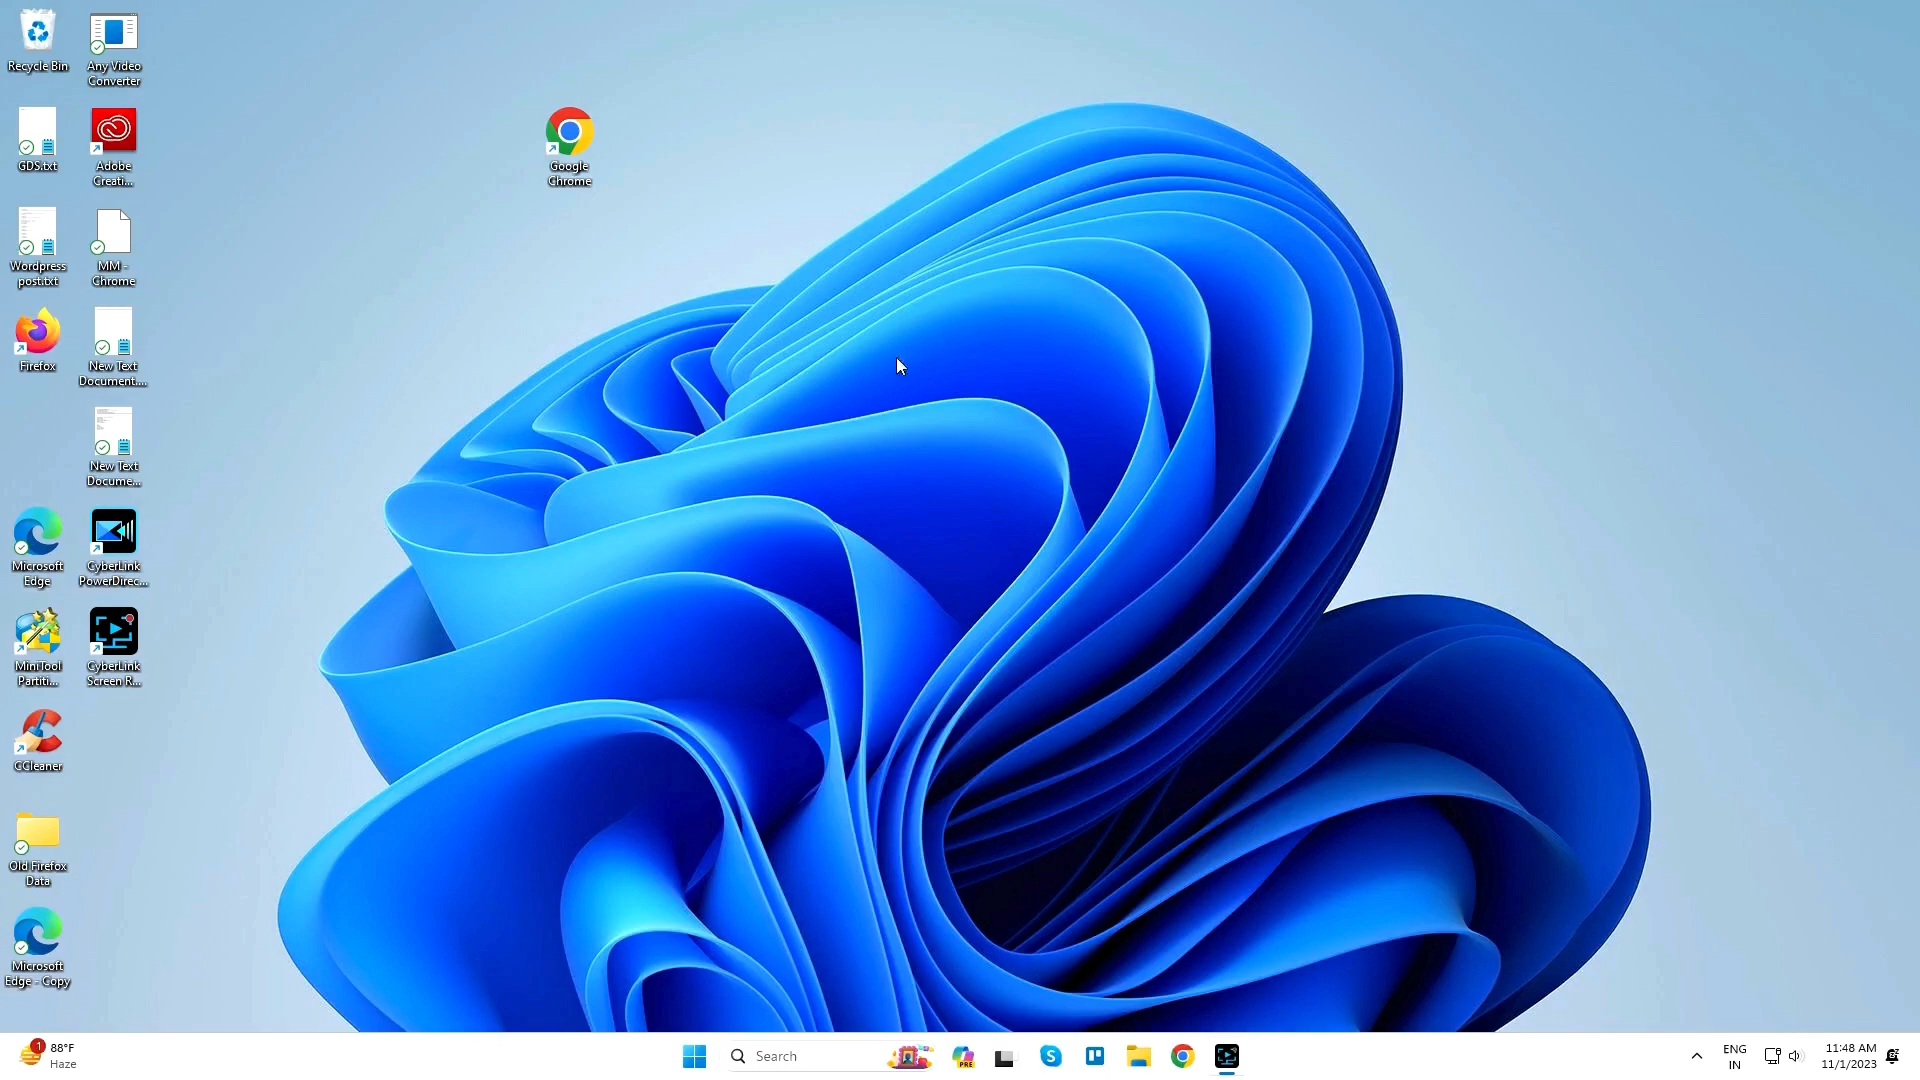 Recycle Bin
Any Video
Converter
GDS.txt
Adobe
Creati...
Google
Chrome
Wordpress
post.txt
MM -
Chrome
Firefox
New Text
Document....
New Text
Docume...
Microsoft
Edge
CyberLink
PowerDirec...
MiniTool
Partiti...
CyberLink
Screen R...
CCleaner
Old Firefox
Data
Microsoft
Edge - Copy
1
88°F
Haze
Search
PRE
ENG
IN
11:48 AM
11/1/2023